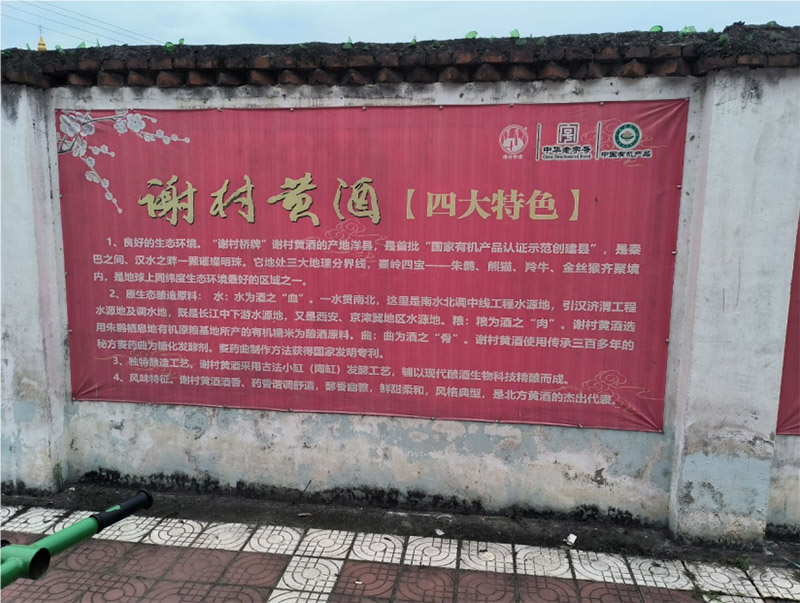 中华老字号
China Time-honored Brand
中国有机产品
谢村黄酒【四大特色】
1、良好的生态环境。“谢村桥牌”谢村黄酒的产地洋县，是首批“国家有机产品认证示范创建县”，是秦
巴之间、汉水之畔一颗璀璨明珠。它地处三大地理分界线，秦岭四宝——朱鹮、熊猫、羚牛、金丝猴齐聚境
内，是地球上同纬度生态环境最好的区域之一。
2、原生态酿造原料： 水：水为酒之“血”。一水贯南北，这里是南水北调中线工程水源地，引汉济渭工程
水源地及调水地，既是长江中下游水源地，又是西安、京津冀地区水源地。粮：粮为酒之“肉”。谢村黄酒选
用朱鹮栖息地有机原粮基地所产的有机糯米为酿酒原料。曲：曲为酒之“骨”。谢村黄酒使用传承三百多年的
秘方麦药曲为糖化发酵剂。麦药曲制作方法获得国家发明专利。
3、独特酿造工艺。谢村黄酒采用古法小缸（陶缸）发酵工艺，辅以现代酿酒生物科技精酿而成。
4、风味特征。谢村黄酒酒香、药香谐调舒适，醇香幽雅，鲜甜柔和，风格典型，是北方黄酒的杰出代表。